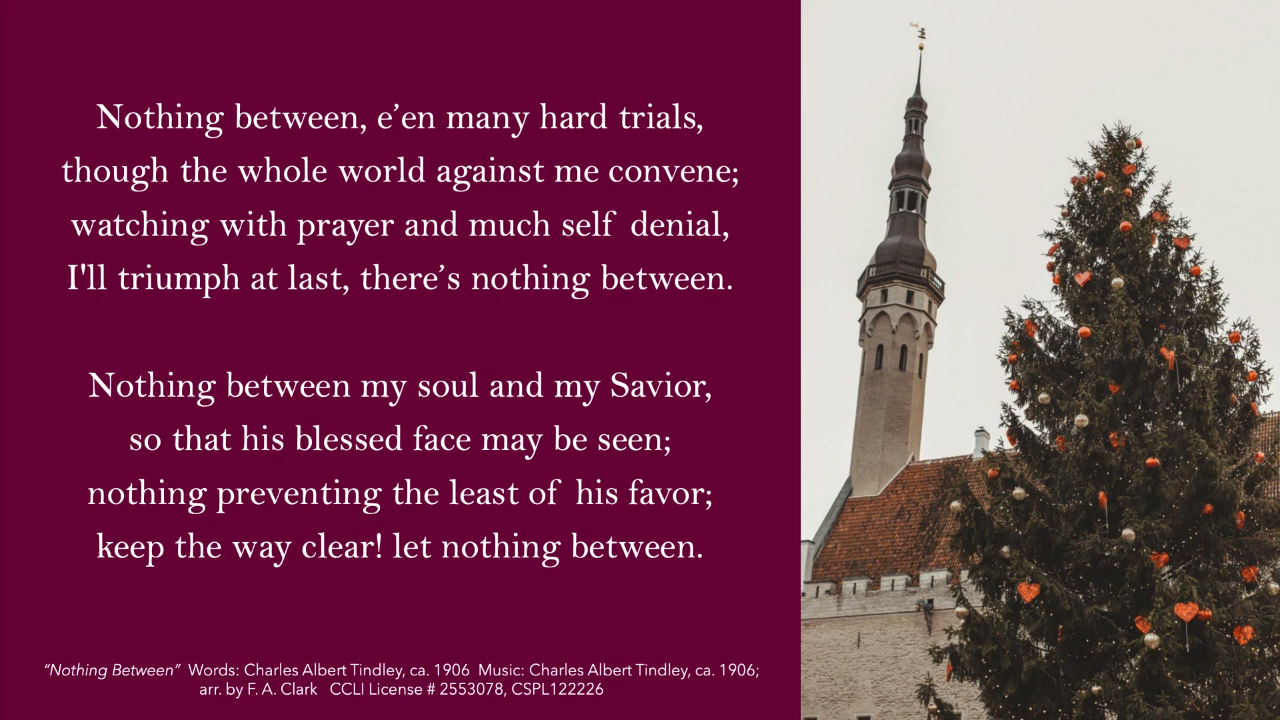 Nothing between, e’en many hard trials,
though the whole world against me convene;
watching with prayer and much self  denial,
I'll triumph at last, there’s nothing between.
Nothing between my soul and my Savior,
so that his blessed face may be seen;
nothing preventing the least of  his favor;
keep the way clear! let nothing between.
“Nothing Between”  Words: Charles Albert Tindley, ca. 1906  Music: Charles Albert Tindley, ca. 1906;
arr. by F. A. Clark   CCLI License # 2553078, CSPL122226